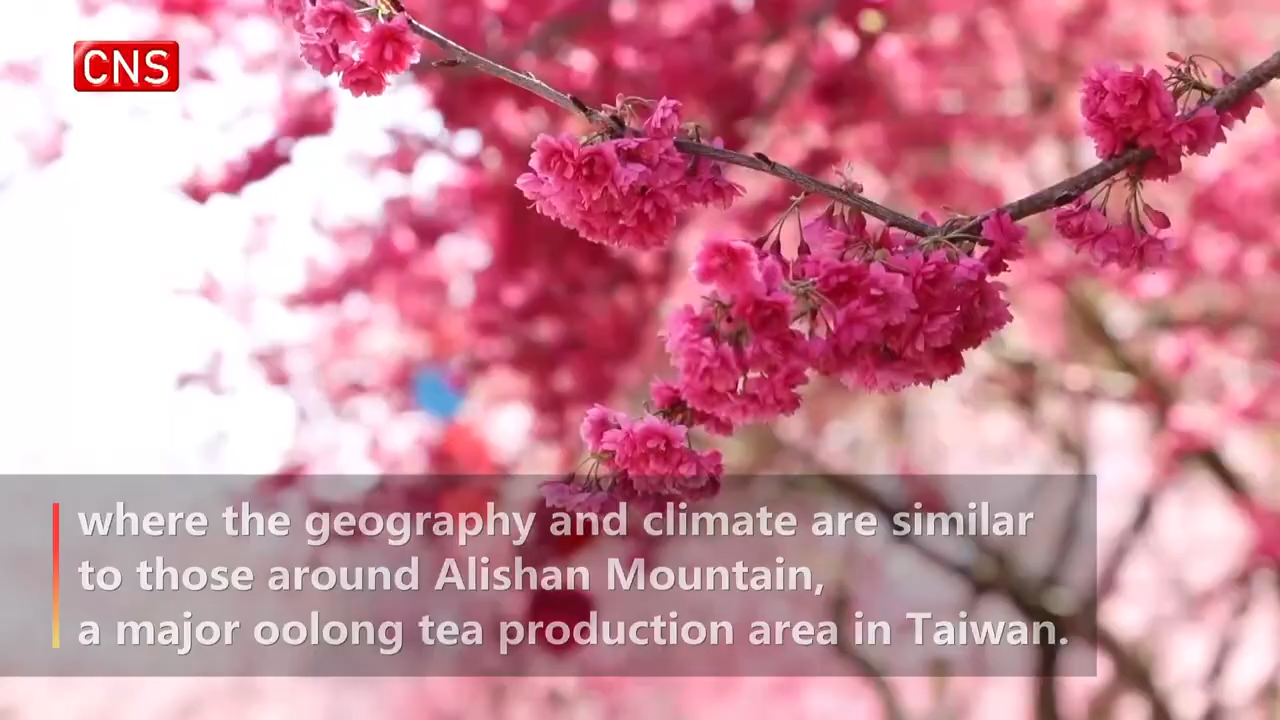 CNS
where the geography and climate are similar
to those around Alishan Mountain,
a major oolong tea production area in Taiwan.